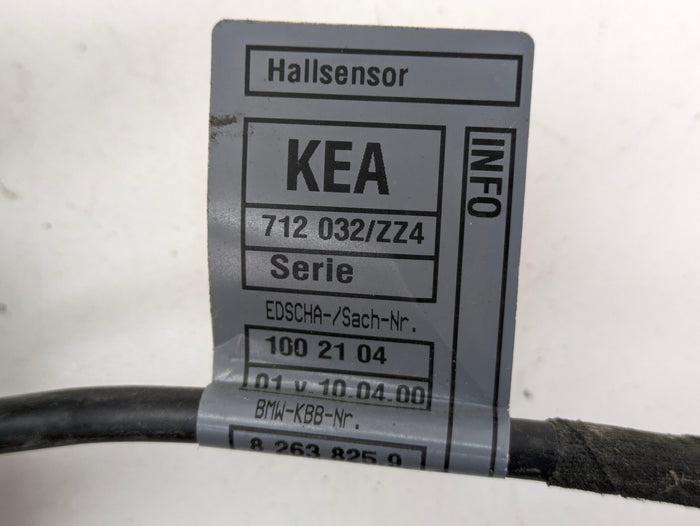 Hallsensor
KEA
INFO
712 032/ZZ4
Serie
EDSCHA-/Sach-Nr.
100 21 04
01 v.10.04.00
BMW-KBB-Nr.
8 263 825 9